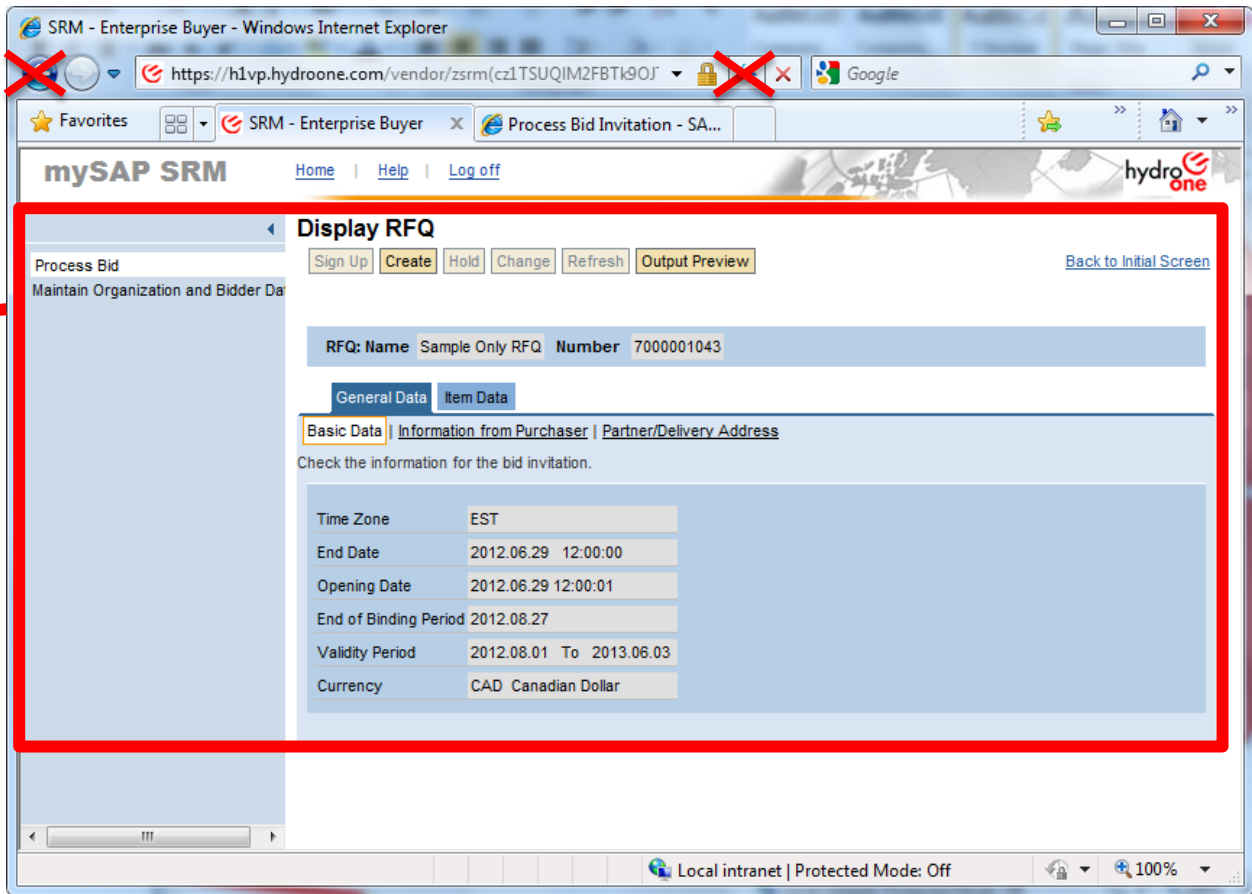 SRM - Enterprise Buyer - Windows Internet Explorer
https://h1vp.hydroone.com/vendor/zsrm(cz1TSUQIM2FBTk9OJT Google
Favorites SRM - Enterprise Buyer Process Bid Invitation - SA...
mySAP SRM Home | Help | Log off hydro one
Display RFQ
Sign Up Create Hold Change Refresh Output Preview Back to Initial Screen
Process Bid
Maintain Organization and Bidder Da
RFQ: Name Sample Only RFQ Number 7000001043
General Data Item Data
Basic Data | Information from Purchaser | Partner/Delivery Address
Check the information for the bid invitation.
Time Zone EST
End Date 2012.06.29 12:00:00
Opening Date 2012.06.29 12:00:01
End of Binding Period 2012.08.27
Validity Period 2012.08.01 To 2013.06.03
Currency CAD Canadian Dollar
Local intranet | Protected Mode: Off 100%